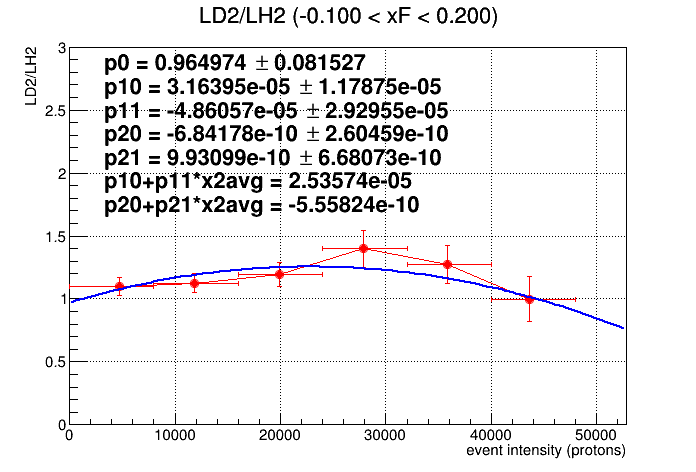 LD2/LH2 (-0.100 < xF < 0.200)
LD2/LH2
p0 = 0.964974 ± 0.081527
p10 = 3.16395e-05 ± 1.17875e-05
p11 = -4.86057e-05 ± 2.92955e-05
p20 = -6.84178e-10 ± 2.60459e-10
p21 = 9.93099e-10 ± 6.68073e-10
p10+p11*x2avg = 2.53574e-05
p20+p21*x2avg = -5.55824e-10
3
2.5
2
1.5
1
0.5
0
0 10000 20000 30000 40000 50000
event intensity (protons)